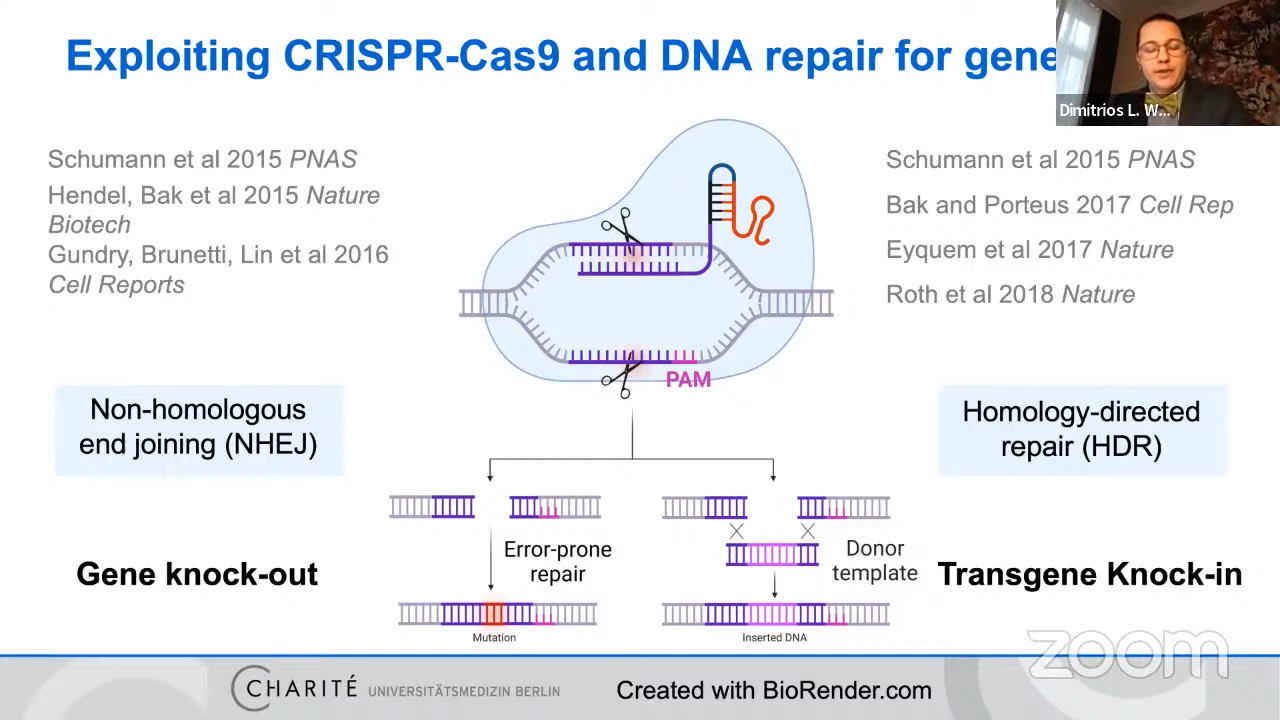 Exploiting CRISPR-Cas9 and DNA repair for gene
Dimitrios L. W...
Schumann et al 2015 PNAS
Hendel, Bak et al 2015 Nature
Biotech
Gundry, Brunetti, Lin et al 2016
Cell Reports
Schumann et al 2015 PNAS
Bak and Porteus 2017 Cell Rep
Eyquem et al 2017 Nature
Roth et al 2018 Nature
PAM
Non-homologous
end joining (NHEJ)
Homology-directed
repair (HDR)
Error-prone
repair
Donor
template
Gene knock-out
Transgene Knock-in
Mutation
Inserted DNA
zoom
CHARITÉ UNIVERSITÄTSMEDIZIN BERLIN
Created with BioRender.com